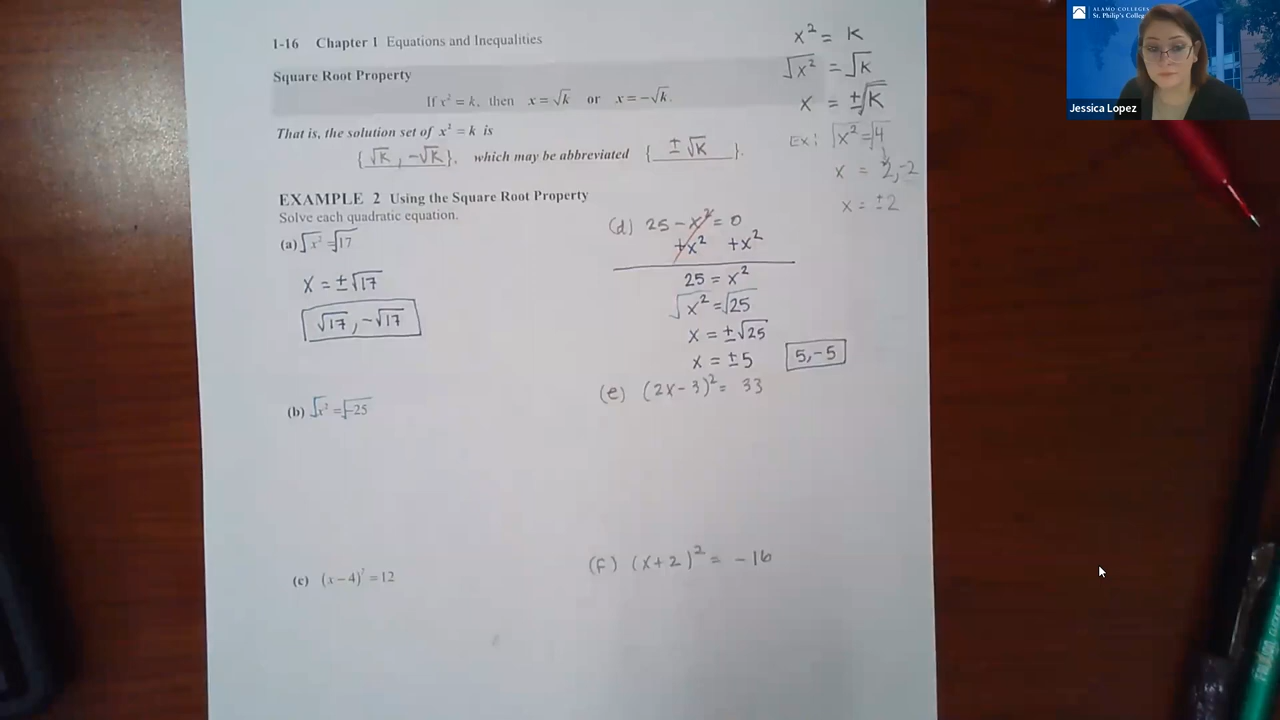 1-16 Chapter 1 Equations and Inequalities
Square Root Property
If x² = k, then x = √k or x = −√k.
That is, the solution set of x² = k is
{ √K , −√K }, which may be abbreviated { ± √K }.
x² = K
√x² = √K
x = ±√K
Ex: √x² = √4
x = 2, -2
x = ±2
EXAMPLE 2 Using the Square Root Property
Solve each quadratic equation.
(a) √x² = √17
x = ±√17
√17, −√17
(b) √x² = √-25
(c) (x − 4)² = 12
(d) 25 − x² = 0
+x² +x²
25 = x²
√x² = √25
x = ±√25
x = ±5
5, −5
(e) (2x − 3)² = 33
(f) (x + 2)² = −16
ALAMO COLLEGES
St. Philip's College
Jessica Lopez